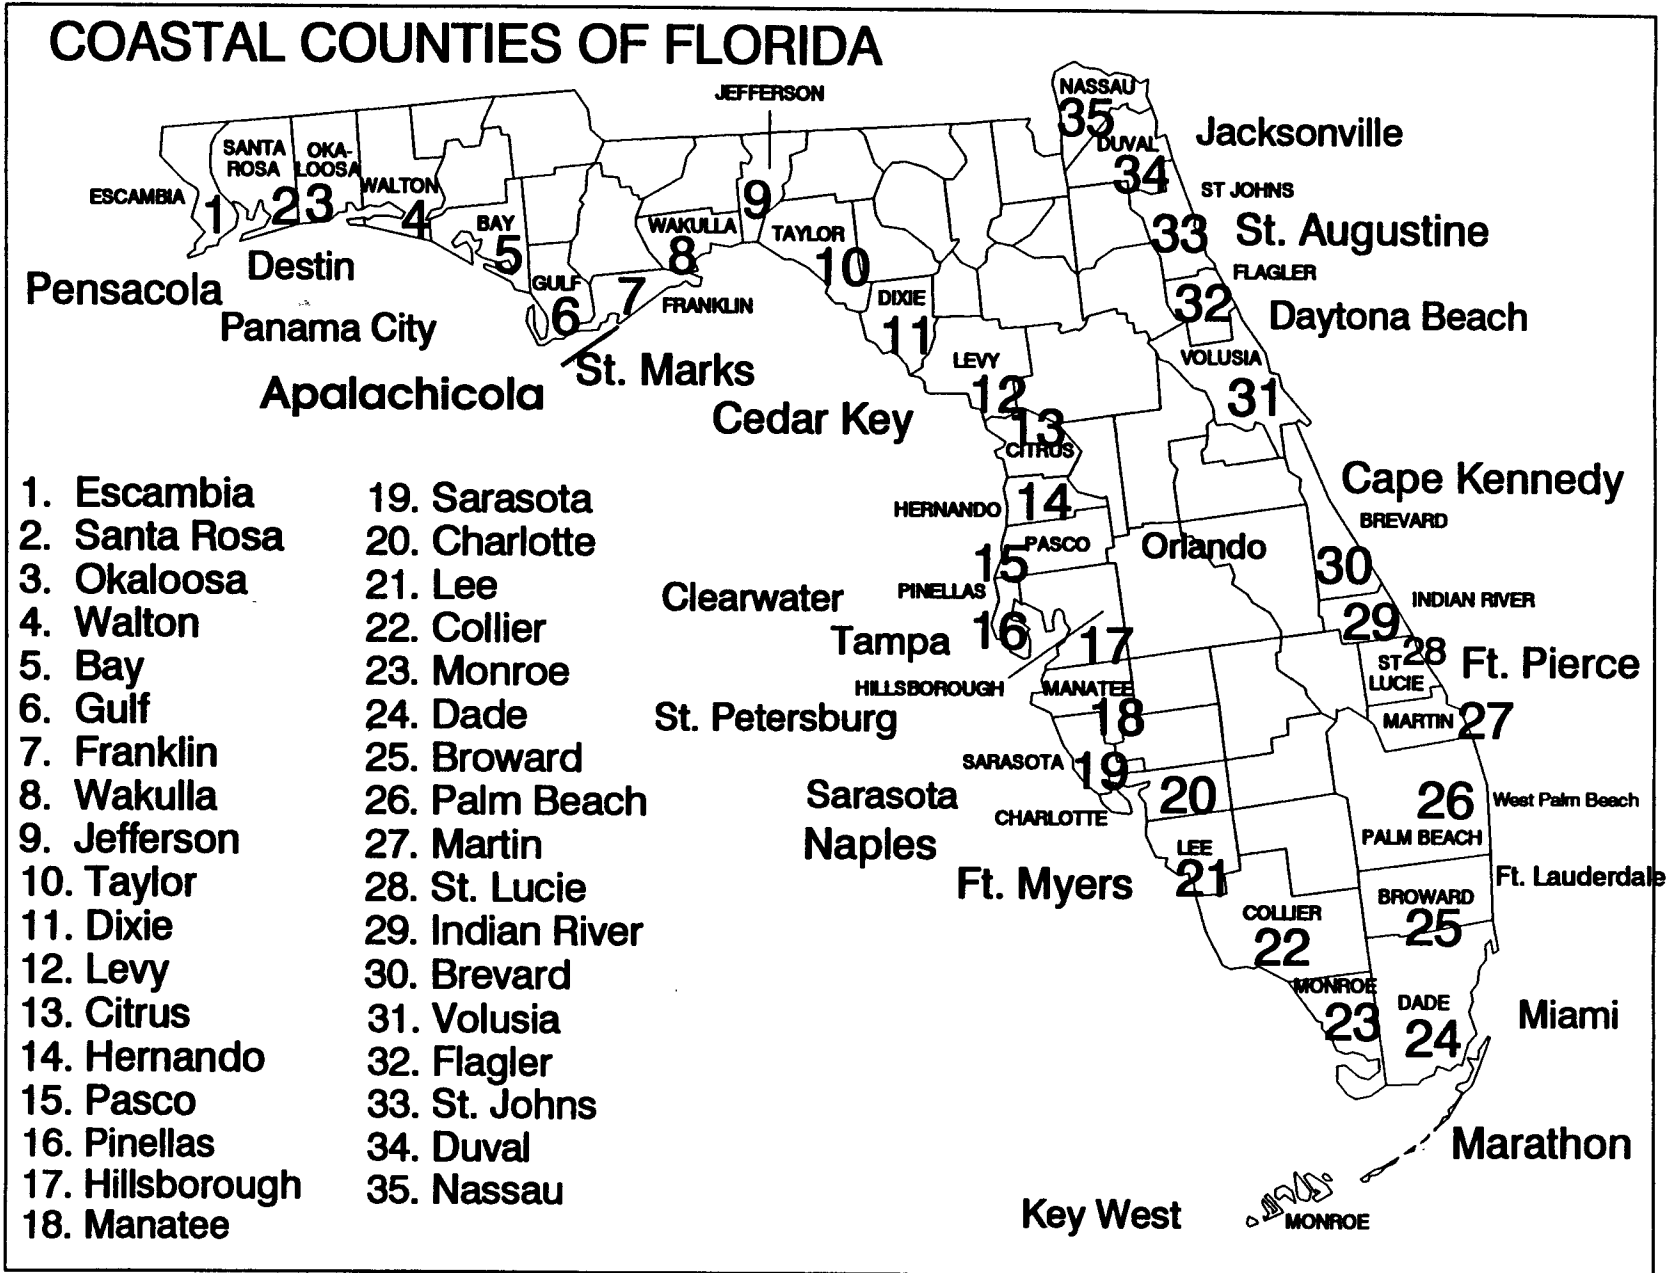 COASTAL COUNTIES OF FLORIDA
JEFFERSON
NASSAU
35
DUVAL
34
Jacksonville
SANTA
ROSA
OKA-
LOOSA
WALTON
ESCAMBIA
1
2
3
4
BAY
5
9
WAKULLA
8
TAYLOR
10
ST JOHNS
33
St. Augustine
Pensacola
Destin
Panama City
GULF
6
7
FRANKLIN
DIXIE
11
FLAGLER
32
Daytona Beach
Apalachicola
St. Marks
Cedar Key
LEVY
12
VOLUSIA
31
13
CITRUS
HERNANDO
14
Cape Kennedy
BREVARD
15
PASCO
Orlando
30
Clearwater
PINELLAS
Tampa
16
17
INDIAN RIVER
29
HILLSBOROUGH
MANATEE
ST
LUCIE
28
Ft. Pierce
St. Petersburg
18
MARTIN
27
SARASOTA
19
Sarasota
20
26
West Palm Beach
CHARLOTTE
PALM BEACH
Naples
LEE
21
Ft. Myers
Ft. Lauderdale
BROWARD
25
COLLIER
22
MONROE
23
DADE
24
Miami
Marathon
Key West
MONROE
1. Escambia
2. Santa Rosa
3. Okaloosa
4. Walton
5. Bay
6. Gulf
7. Franklin
8. Wakulla
9. Jefferson
10. Taylor
11. Dixie
12. Levy
13. Citrus
14. Hernando
15. Pasco
16. Pinellas
17. Hillsborough
18. Manatee
19. Sarasota
20. Charlotte
21. Lee
22. Collier
23. Monroe
24. Dade
25. Broward
26. Palm Beach
27. Martin
28. St. Lucie
29. Indian River
30. Brevard
31. Volusia
32. Flagler
33. St. Johns
34. Duval
35. Nassau